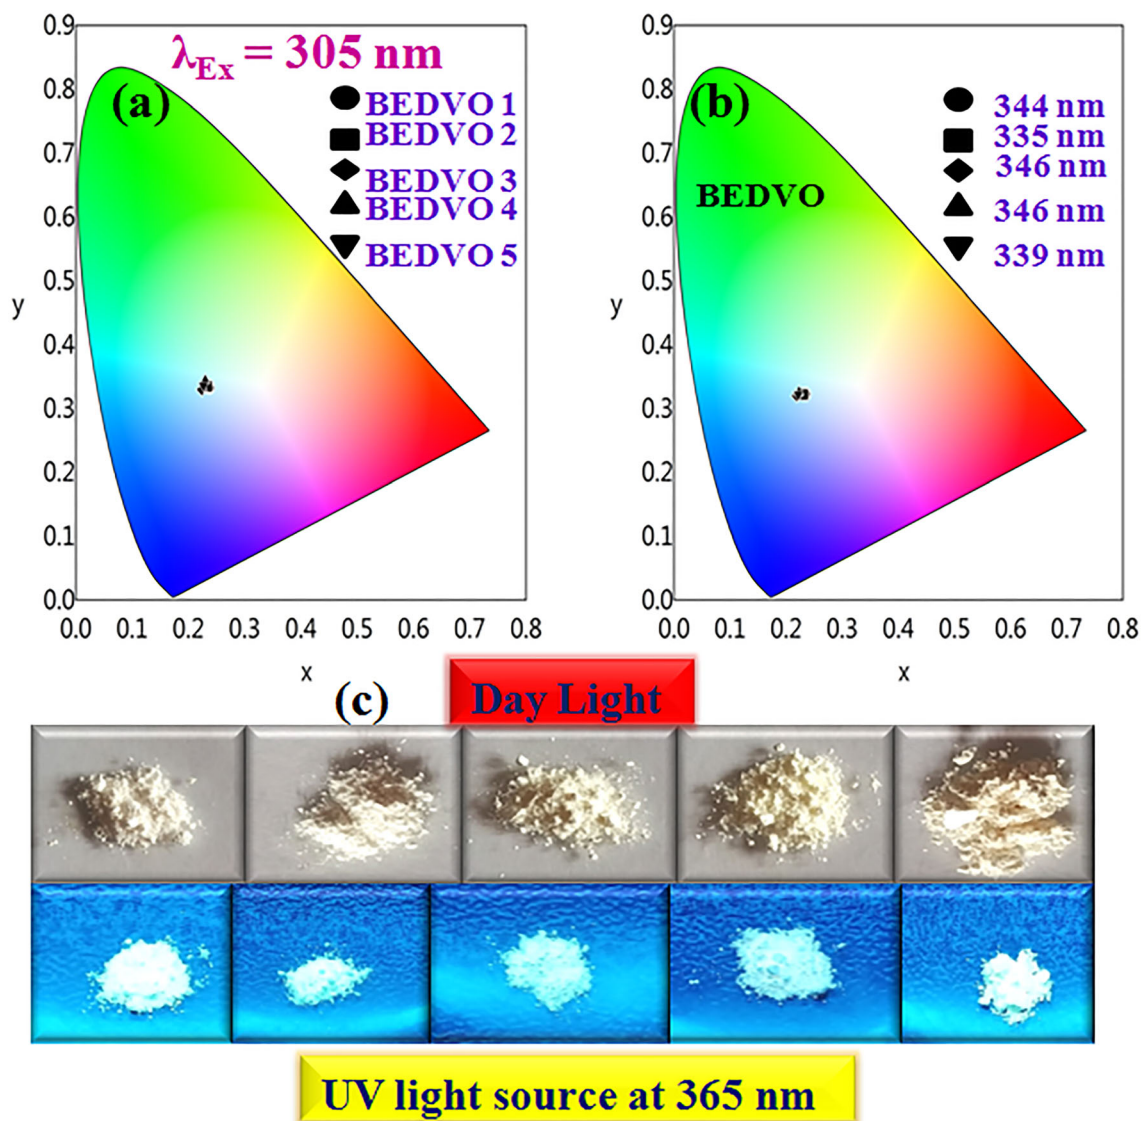 0.9
0.8
0.7
0.6
0.5
0.4
0.3
0.2
0.1
0.0
y
0.0 0.1 0.2 0.3 0.4 0.5 0.6 0.7 0.8
x
λEx = 305 nm
(a)
BEDVO 1
BEDVO 2
BEDVO 3
BEDVO 4
BEDVO 5
0.9
0.8
0.7
0.6
0.5
0.4
0.3
0.2
0.1
0.0
y
0.0 0.1 0.2 0.3 0.4 0.5 0.6 0.7 0.8
x
(b)
BEDVO
344 nm
335 nm
346 nm
346 nm
339 nm
(c)
Day Light
UV light source at 365 nm